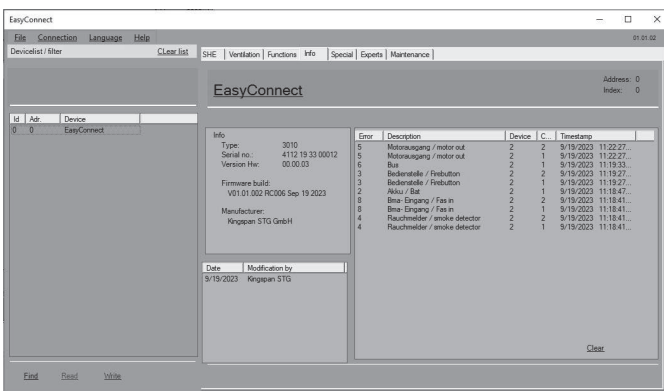 EasyConnect
File Connection Language Help 01.01.02
Devicelist / filter CLear list
SHE Ventilation Functions Info Special Experts Maintenance
EasyConnect
Address: 0
Index: 0
Id Adr. Device
0 0 EasyConnect
Info
Type: 3010
Serial no.: 4112 19 33 00012
Version Hw: 00.00.03
Firmware build:
V01.01.002 RC006 Sep 19 2023
Manufacturer:
Kingspan STG GmbH
Error Description Device C... Timestamp
5 Motorausgang / motor out 2 2 9/19/2023 11:22:27...
5 Motorausgang / motor out 2 1 9/19/2023 11:22:27...
6 Bus 2 1 9/19/2023 11:19:33...
3 Bedienstelle / Firebutton 2 2 9/19/2023 11:19:27...
3 Bedienstelle / Firebutton 2 1 9/19/2023 11:19:27...
2 Akku / Bat 2 1 9/19/2023 11:18:47...
8 Bma- Eingang / Fas in 2 2 9/19/2023 11:18:41...
8 Bma- Eingang / Fas in 2 1 9/19/2023 11:18:41...
4 Rauchmelder / smoke detector 2 2 9/19/2023 11:18:41...
4 Rauchmelder / smoke detector 2 1 9/19/2023 11:18:41...
Date Modification by
9/19/2023 Kingspan STG
Clear
Find Read Write